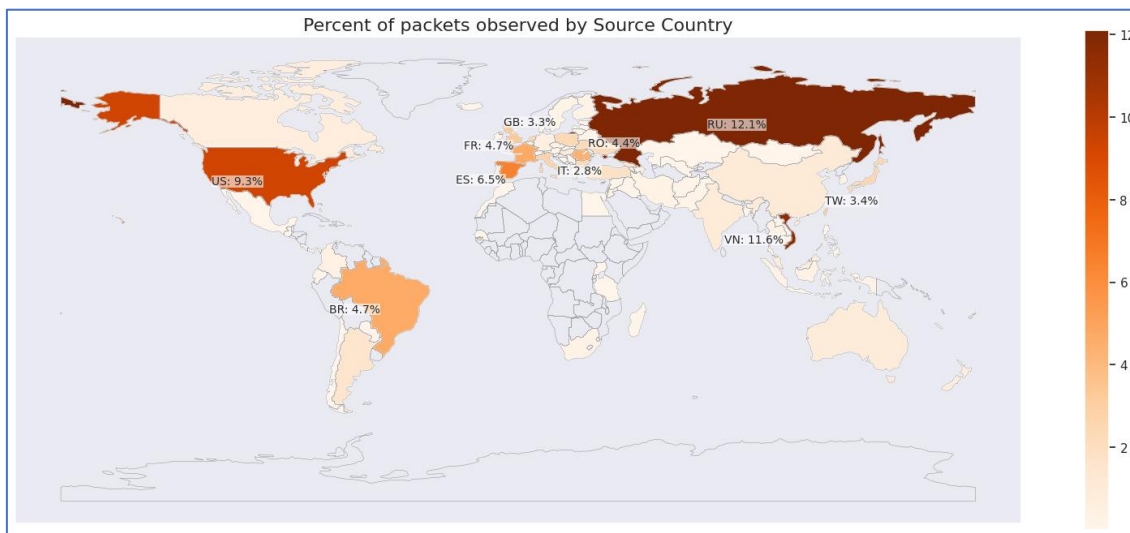 Percent of packets observed by Source Country
12
10
8
6
4
2
GB: 3.3%
RU: 12.1%
FR: 4.7%
RO: 4.4%
US: 9.3%
ES: 6.5%
IT: 2.8%
TW: 3.4%
VN: 11.6%
BR: 4.7%